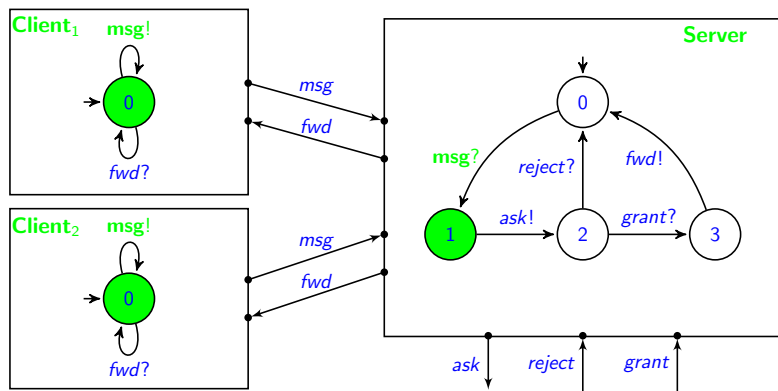 Client₁
msg!
0
fwd?
msg
fwd
Client₂
msg!
0
fwd?
msg
fwd
Server
0
msg?
reject?
fwd!
1
ask!
2
grant?
3
ask
reject
grant